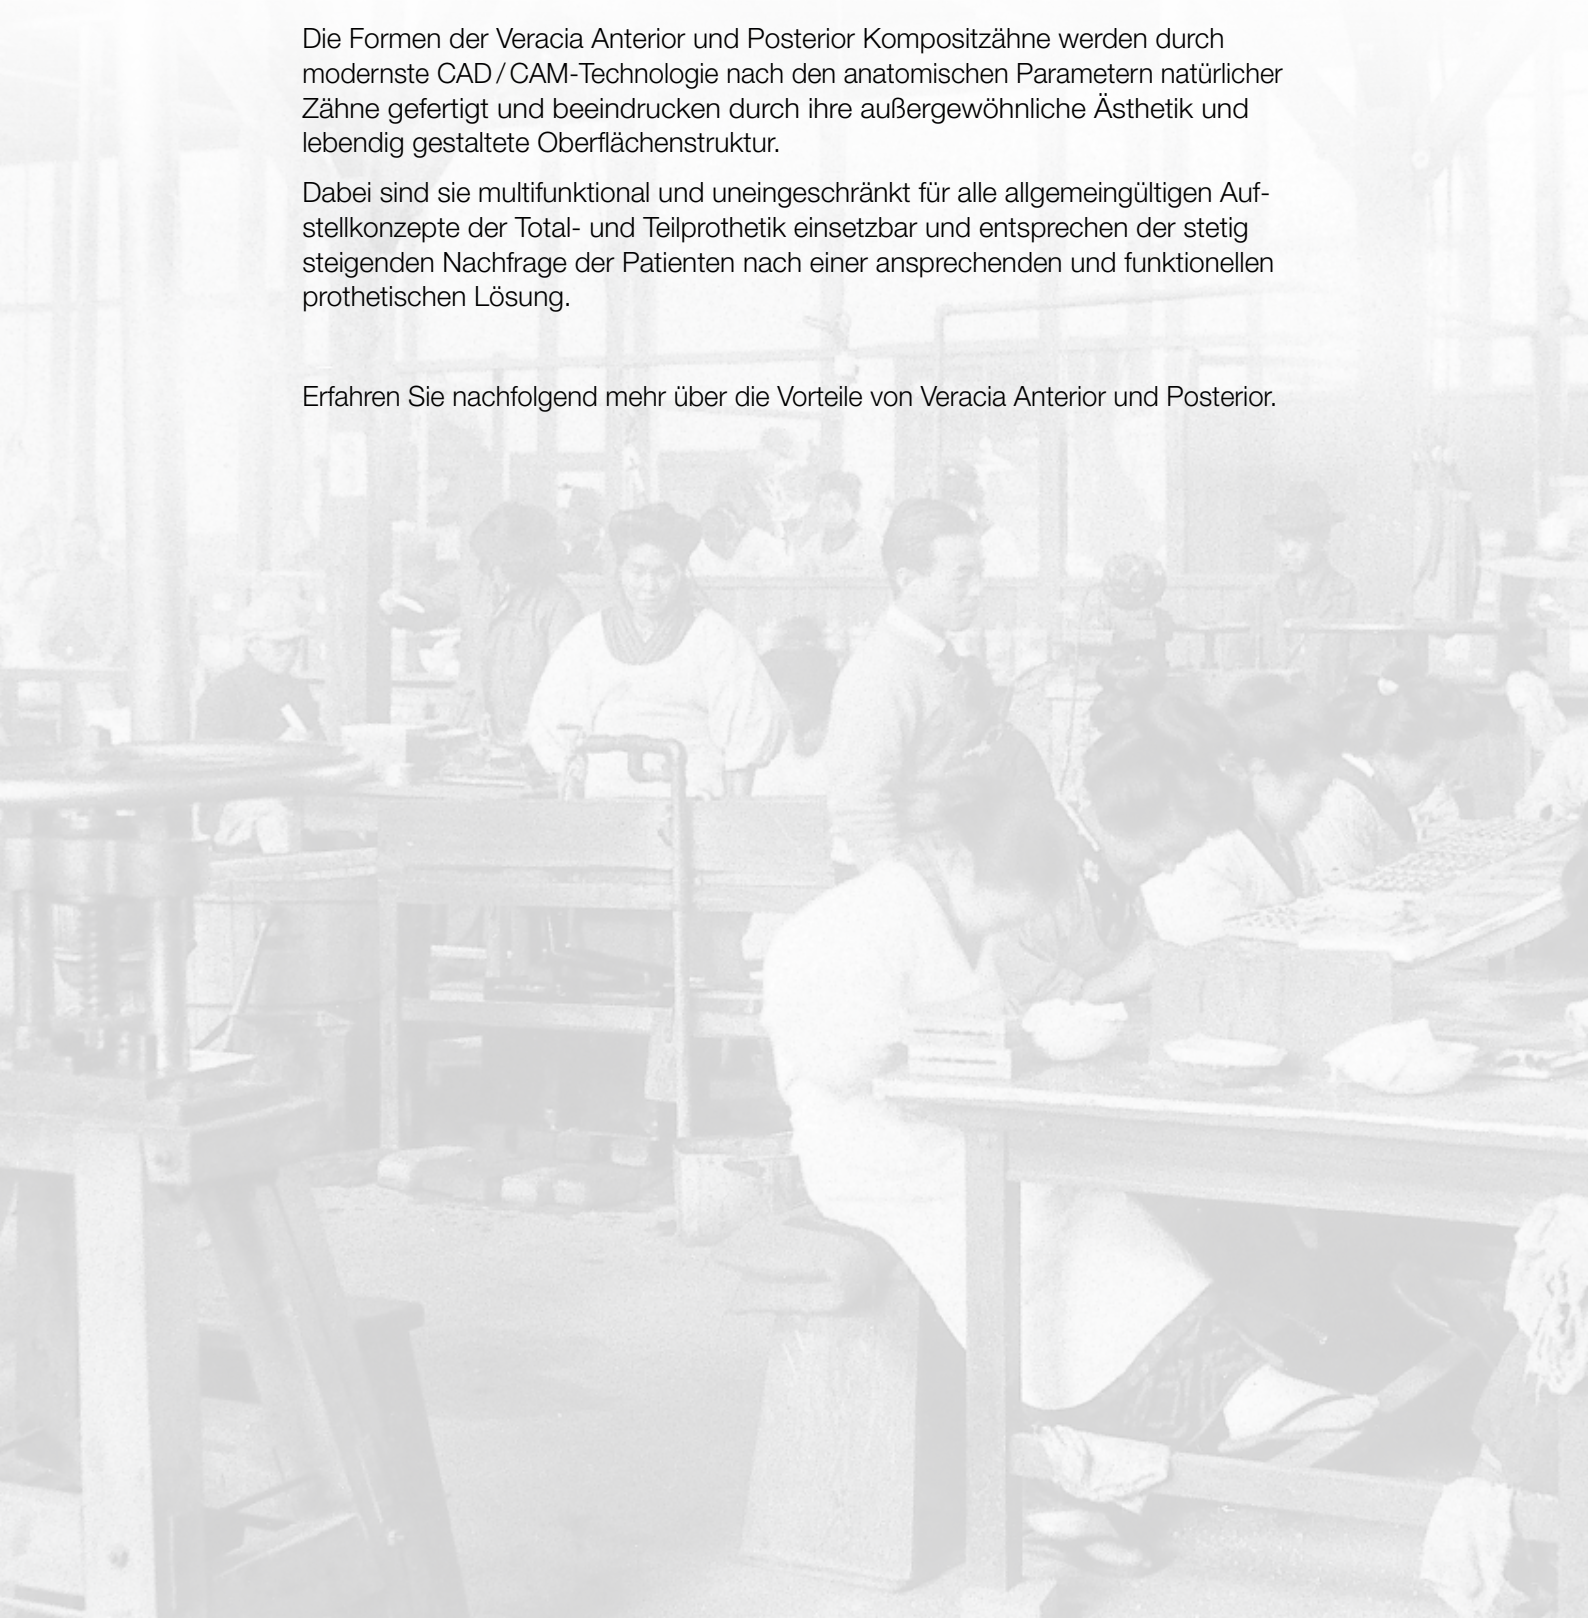 Die Formen der Veracia Anterior und Posterior Kompositzähne werden durch
modernste CAD / CAM-Technologie nach den anatomischen Parametern natürlicher
Zähne gefertigt und beeindrucken durch ihre außergewöhnliche Ästhetik und
lebendig gestaltete Oberflächenstruktur.
Dabei sind sie multifunktional und uneingeschränkt für alle allgemeingültigen Auf-
stellkonzepte der Total- und Teilprothetik einsetzbar und entsprechen der stetig
steigenden Nachfrage der Patienten nach einer ansprechenden und funktionellen
prothetischen Lösung.
Erfahren Sie nachfolgend mehr über die Vorteile von Veracia Anterior und Posterior.